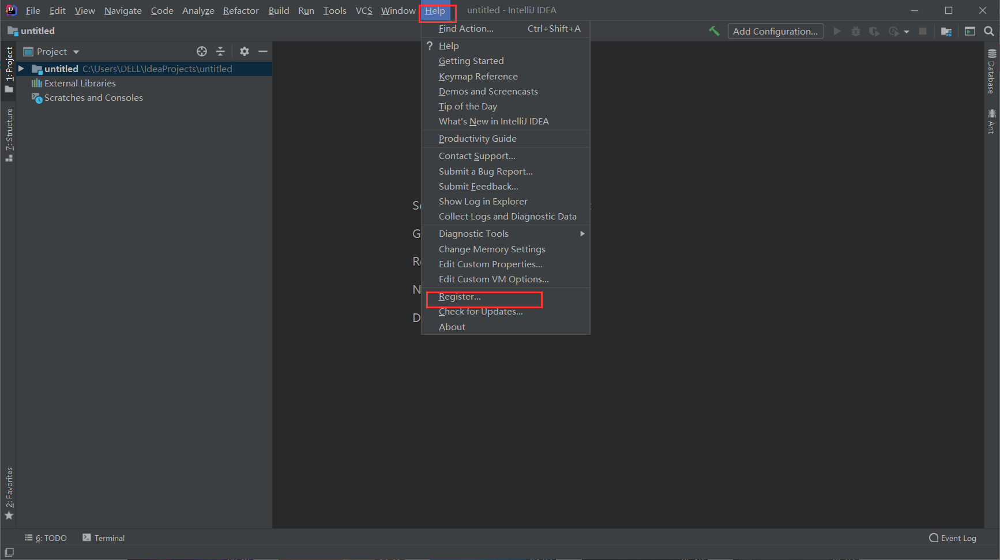 File Edit View Navigate Code Analyze Refactor Build Run Tools VCS Window Help untitled - IntelliJ IDEA
untitled
Add Configuration...
Project
untitled C:\Users\DELL\IdeaProjects\untitled
External Libraries
Scratches and Consoles
1: Project
7: Structure
2: Favorites
Find Action... Ctrl+Shift+A
? Help
Getting Started
Keymap Reference
Demos and Screencasts
Tip of the Day
What's New in IntelliJ IDEA
Productivity Guide
Contact Support...
Submit a Bug Report...
Submit Feedback...
Show Log in Explorer
Collect Logs and Diagnostic Data
Diagnostic Tools
Change Memory Settings
Edit Custom Properties...
Edit Custom VM Options...
Register...
Check for Updates...
About
Database
Ant
6: TODO Terminal
Event Log